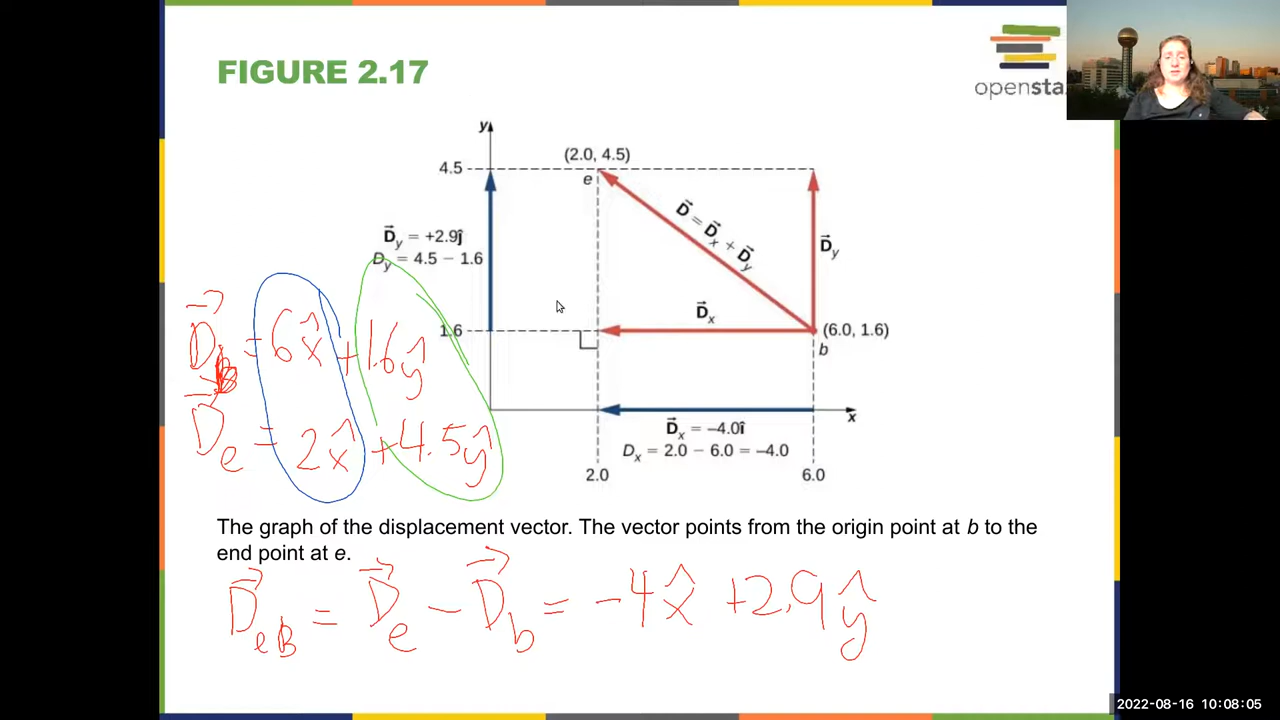 FIGURE 2.17
opensta
y
(2.0, 4.5)
4.5
e
D⃗ = D⃗x + D⃗y
D⃗y = +2.9ĵ
Dy = 4.5 − 1.6
D⃗y
D⃗x
1.6
(6.0, 1.6)
b
D⃗B = 6x̂ + 1.6ŷ
D⃗e = 2x̂ + 4.5ŷ
x
D⃗x = −4.0î
Dx = 2.0 − 6.0 = −4.0
2.0
6.0
The graph of the displacement vector. The vector points from the origin point at b to the
end point at e.
D⃗eB = D⃗e − D⃗b = −4x̂ + 2.9ŷ
2022-08-16 10:08:05